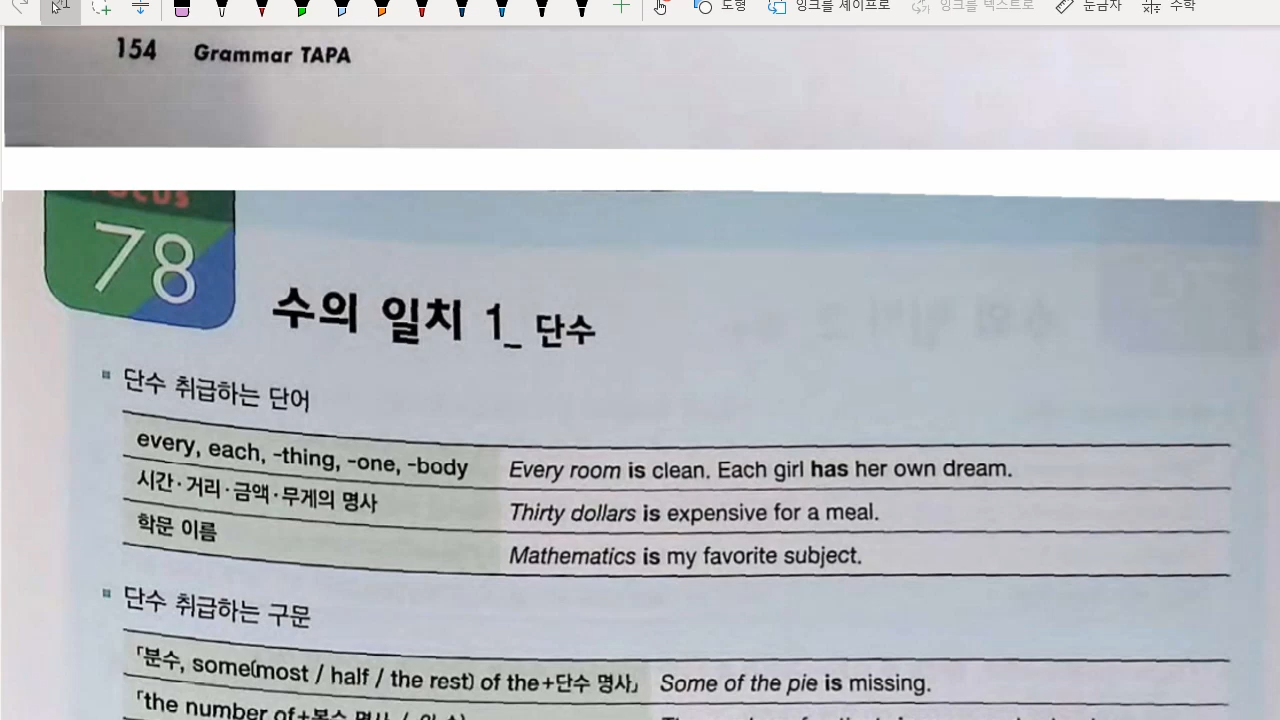 도형 잉크를 셰이프로 잉크를 텍스트로 눈금자 수학
154 Grammar TAPA
FOCUS
78
수의 일치 1_ 단수
단수 취급하는 단어
every, each, -thing, -one, -body Every room is clean. Each girl has her own dream.
시간·거리·금액·무게의 명사 Thirty dollars is expensive for a meal.
학문 이름 Mathematics is my favorite subject.
단수 취급하는 구문
「분수, some(most / half / the rest) of the+단수 명사」 Some of the pie is missing.
「the number of+복수 명사